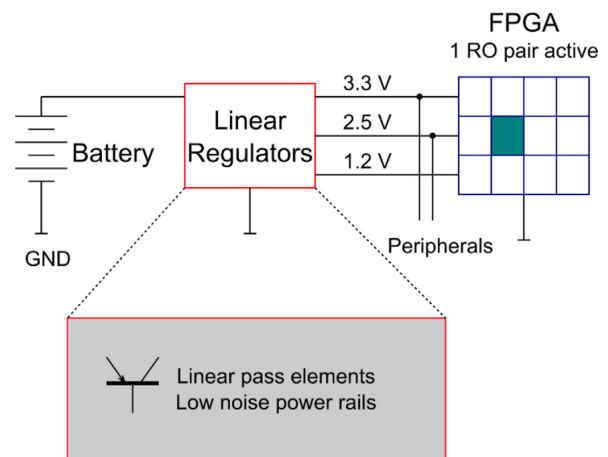 FPGA
1 RO pair active
3.3 V
2.5 V
1.2 V
Linear
Regulators
Battery
GND
Peripherals
Linear pass elements
Low noise power rails